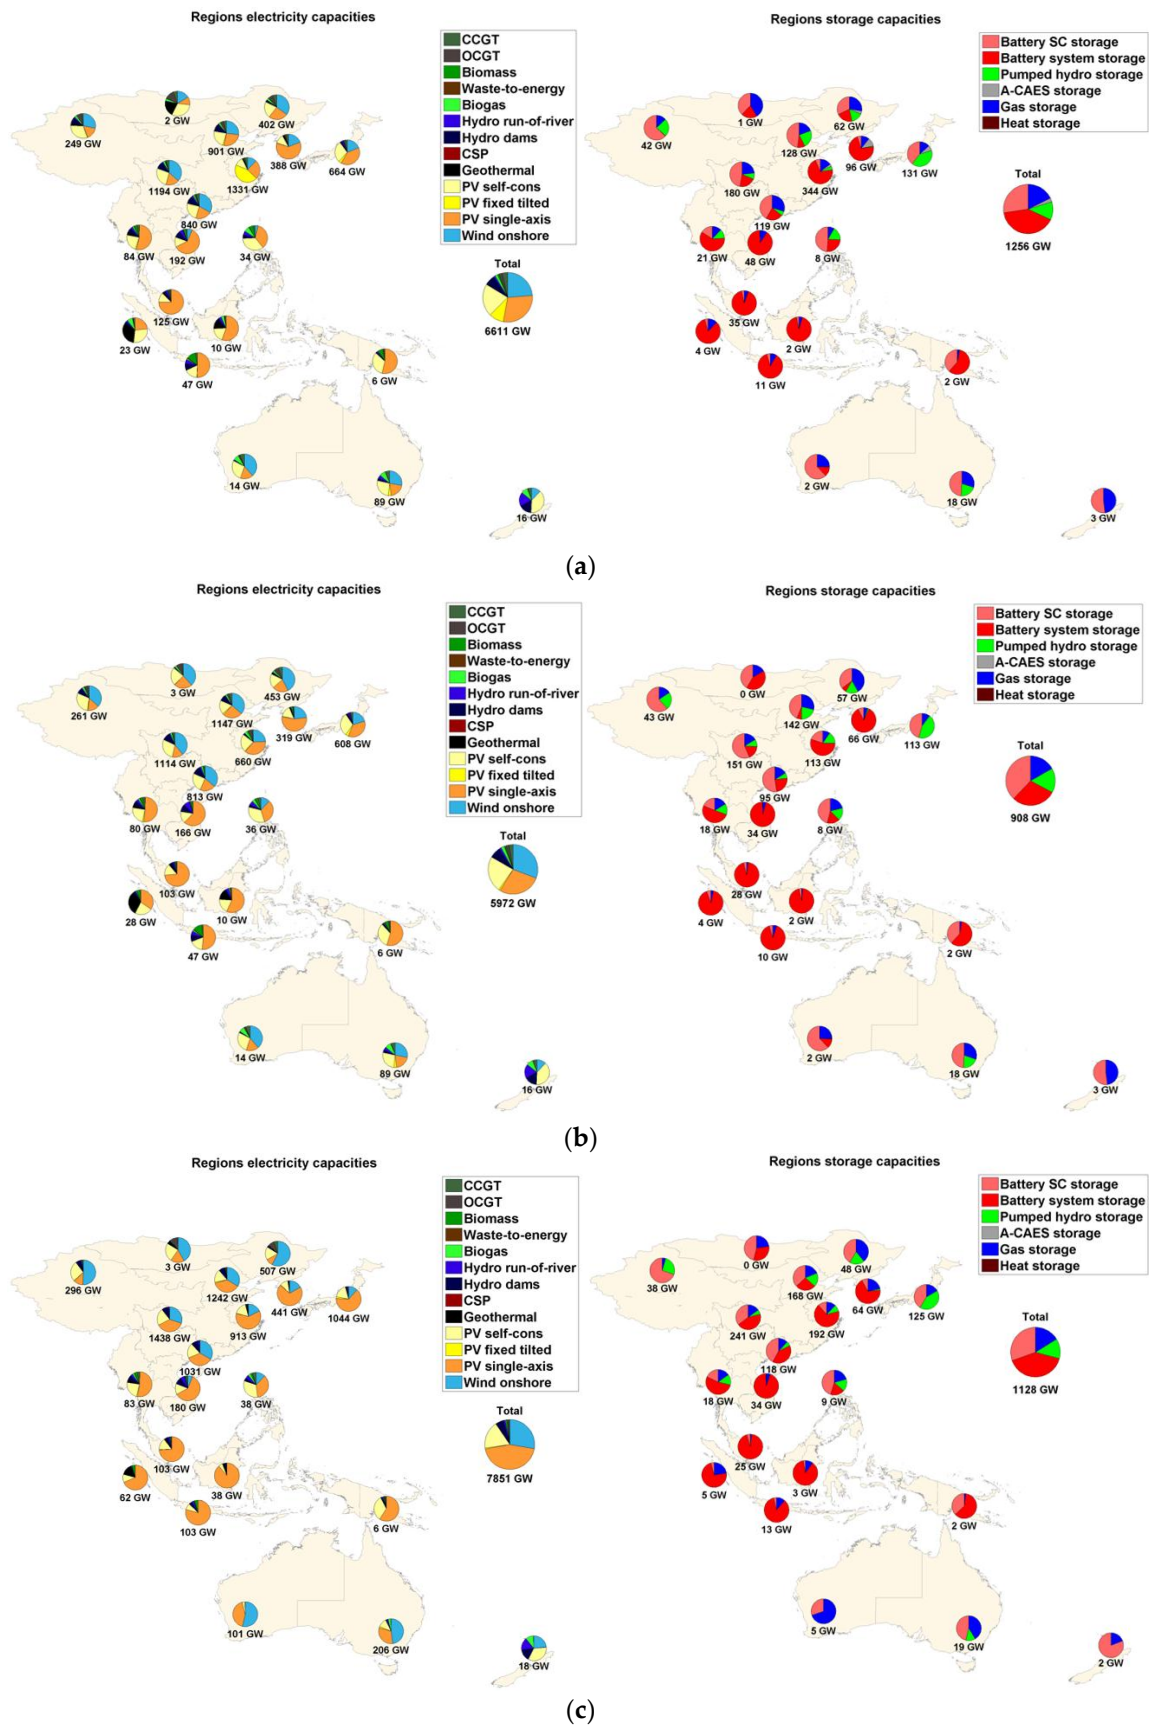 Regions electricity capacities
CCGT
OCGT
Biomass
Waste-to-energy
Biogas
Hydro run-of-river
Hydro dams
CSP
Geothermal
PV self-cons
PV fixed tilted
PV single-axis
Wind onshore
2 GW
402 GW
249 GW
901 GW
388 GW
664 GW
1194 GW
1331 GW
840 GW
84 GW
192 GW
34 GW
Total
6611 GW
125 GW
23 GW
10 GW
47 GW
6 GW
14 GW
89 GW
16 GW
Regions storage capacities
Battery SC storage
Battery system storage
Pumped hydro storage
A-CAES storage
Gas storage
Heat storage
1 GW
62 GW
42 GW
128 GW
96 GW
131 GW
180 GW
344 GW
119 GW
Total
1256 GW
21 GW
48 GW
8 GW
35 GW
4 GW
2 GW
11 GW
2 GW
2 GW
18 GW
3 GW
(a)
Regions electricity capacities
CCGT
OCGT
Biomass
Waste-to-energy
Biogas
Hydro run-of-river
Hydro dams
CSP
Geothermal
PV self-cons
PV fixed tilted
PV single-axis
Wind onshore
3 GW
453 GW
261 GW
1147 GW
319 GW
608 GW
1114 GW
660 GW
813 GW
80 GW
166 GW
36 GW
Total
5972 GW
103 GW
28 GW
10 GW
47 GW
6 GW
14 GW
89 GW
16 GW
Regions storage capacities
Battery SC storage
Battery system storage
Pumped hydro storage
A-CAES storage
Gas storage
Heat storage
0 GW
57 GW
43 GW
142 GW
66 GW
113 GW
151 GW
113 GW
95 GW
Total
908 GW
18 GW
34 GW
8 GW
28 GW
4 GW
2 GW
10 GW
2 GW
2 GW
18 GW
3 GW
(b)
Regions electricity capacities
CCGT
OCGT
Biomass
Waste-to-energy
Biogas
Hydro run-of-river
Hydro dams
CSP
Geothermal
PV self-cons
PV fixed tilted
PV single-axis
Wind onshore
3 GW
507 GW
296 GW
1242 GW
441 GW
1044 GW
1438 GW
913 GW
1031 GW
83 GW
180 GW
38 GW
Total
7851 GW
103 GW
62 GW
38 GW
103 GW
6 GW
101 GW
206 GW
18 GW
Regions storage capacities
Battery SC storage
Battery system storage
Pumped hydro storage
A-CAES storage
Gas storage
Heat storage
0 GW
48 GW
38 GW
168 GW
64 GW
125 GW
241 GW
192 GW
118 GW
Total
1128 GW
18 GW
34 GW
9 GW
25 GW
5 GW
3 GW
13 GW
2 GW
5 GW
19 GW
2 GW
(c)